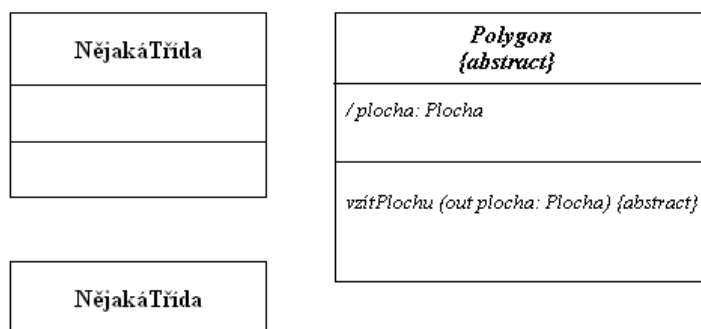 NějakáTřída
Polygon
{abstract}
/ plocha: Plocha
vzítPlochu (out plocha: Plocha) {abstract}
NějakáTřída